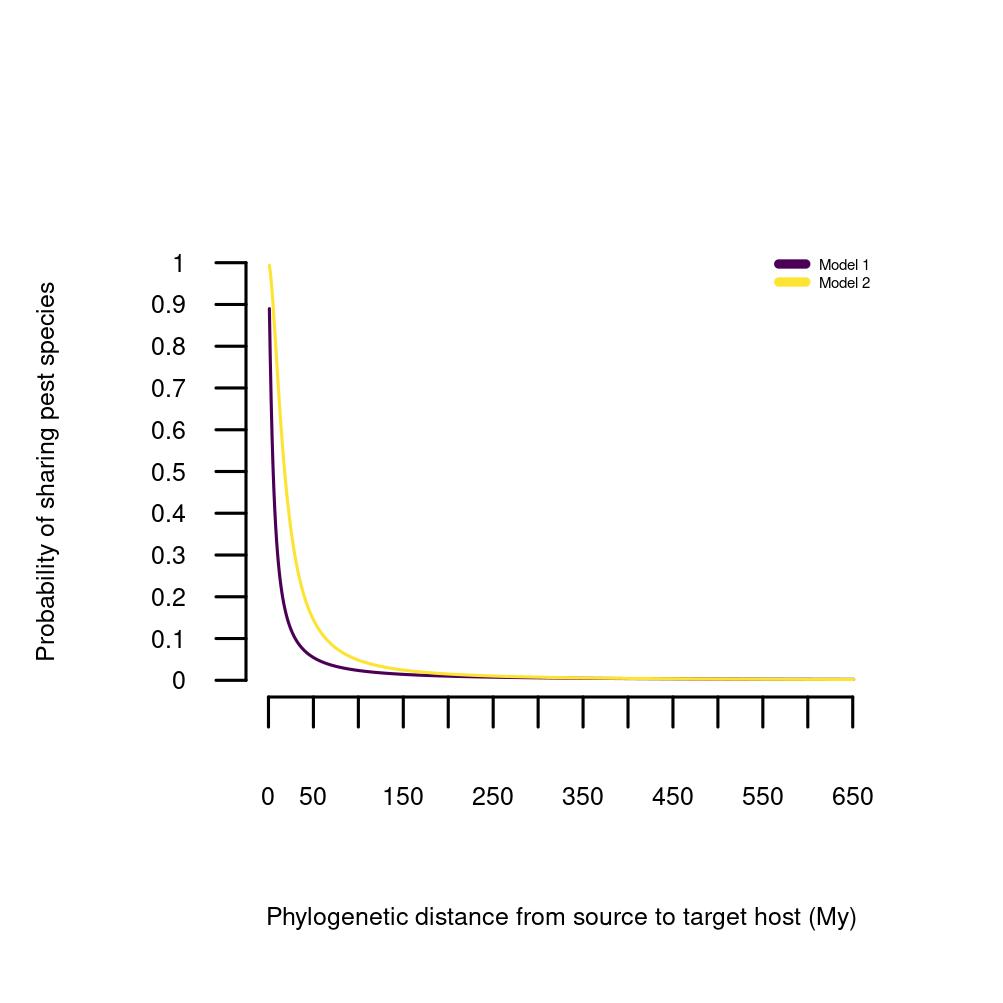 Probability of sharing pest species
1
0.9
0.8
0.7
0.6
0.5
0.4
0.3
0.2
0.1
0
Model 1
Model 2
0 50 150 250 350 450 550 650
Phylogenetic distance from source to target host (My)